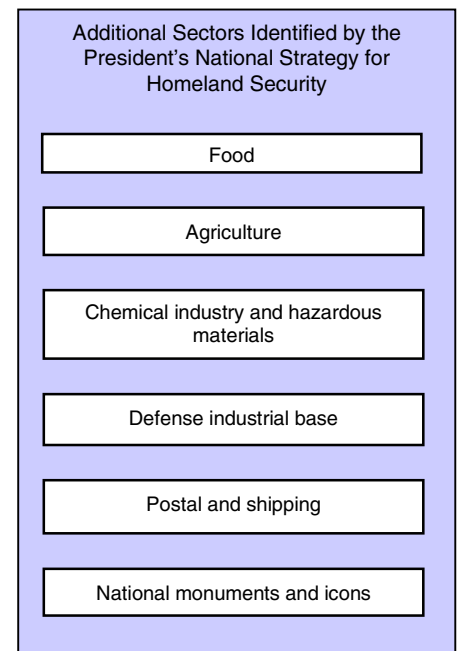 Additional Sectors Identified by the
President's National Strategy for
Homeland Security
Food
Agriculture
Chemical industry and hazardous
materials
Defense industrial base
Postal and shipping
National monuments and icons